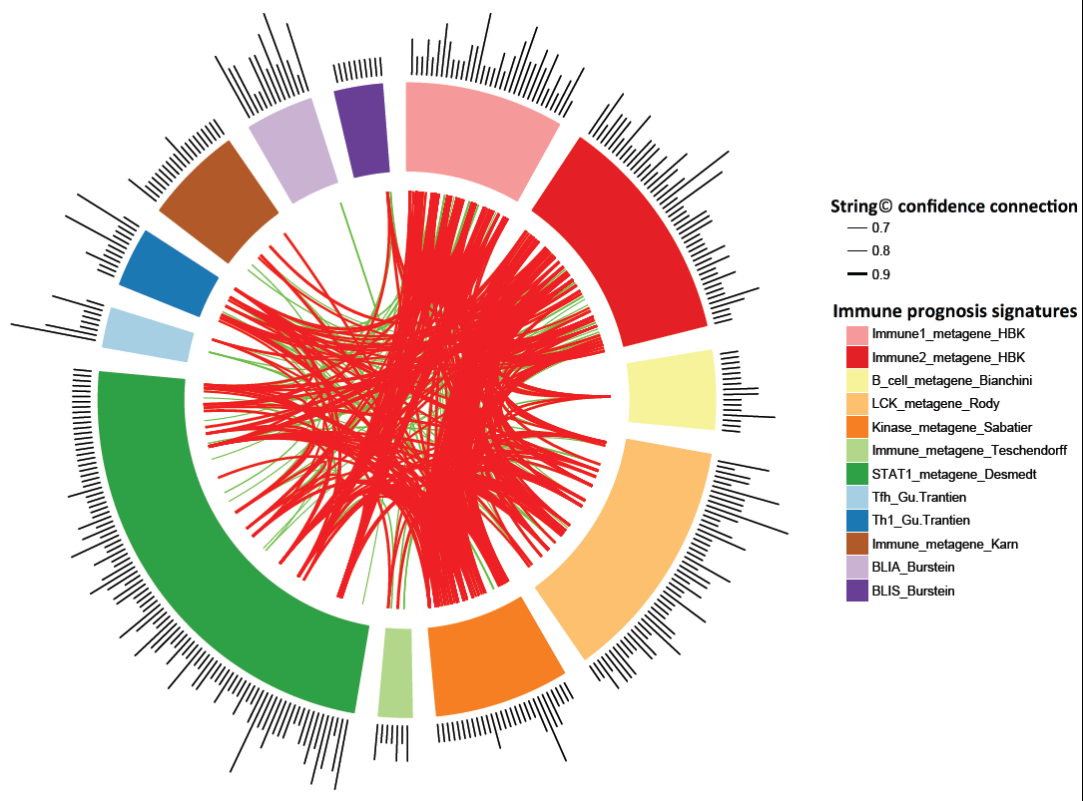 String© confidence connection
0.7
0.8
0.9
Immune prognosis signatures
Immune1_metagene_HBK
Immune2_metagene_HBK
B_cell_metagene_Bianchini
LCK_metagene_Rody
Kinase_metagene_Sabatier
Immune_metagene_Teschendorff
STAT1_metagene_Desmedt
Tfh_Gu.Trantien
Th1_Gu.Trantien
Immune_metagene_Karn
BLIA_Burstein
BLIS_Burstein